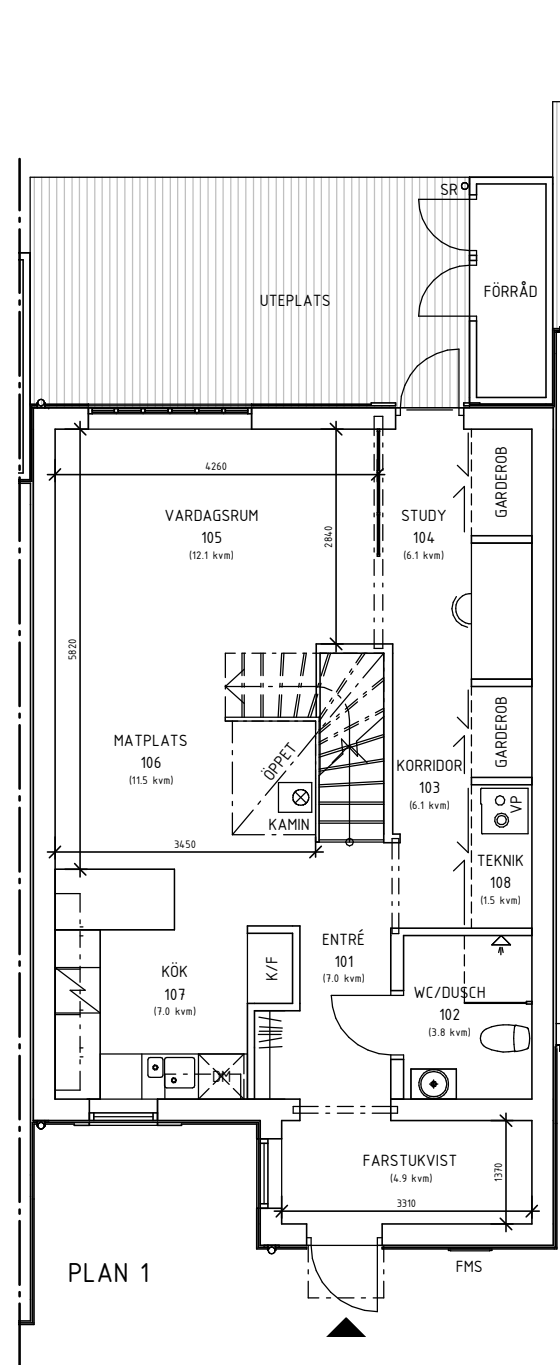 SR
FÖRRÅD
UTEPLATS
4260
GARDEROB
VARDAGSRUM
105
(12.1 kvm)
2840
STUDY
104
(6.1 kvm)
5820
MATPLATS
106
(11.5 kvm)
ÖPPET
KAMIN
KORRIDOR
103
(6.1 kvm)
GARDEROB
VP
3450
TEKNIK
108
(1.5 kvm)
ENTRÉ
101
(7.0 kvm)
K/F
KÖK
107
(7.0 kvm)
WC/DUSCH
102
(3.8 kvm)
DM
FARSTUKVIST
(4.9 kvm)
1370
3310
PLAN 1
FMS